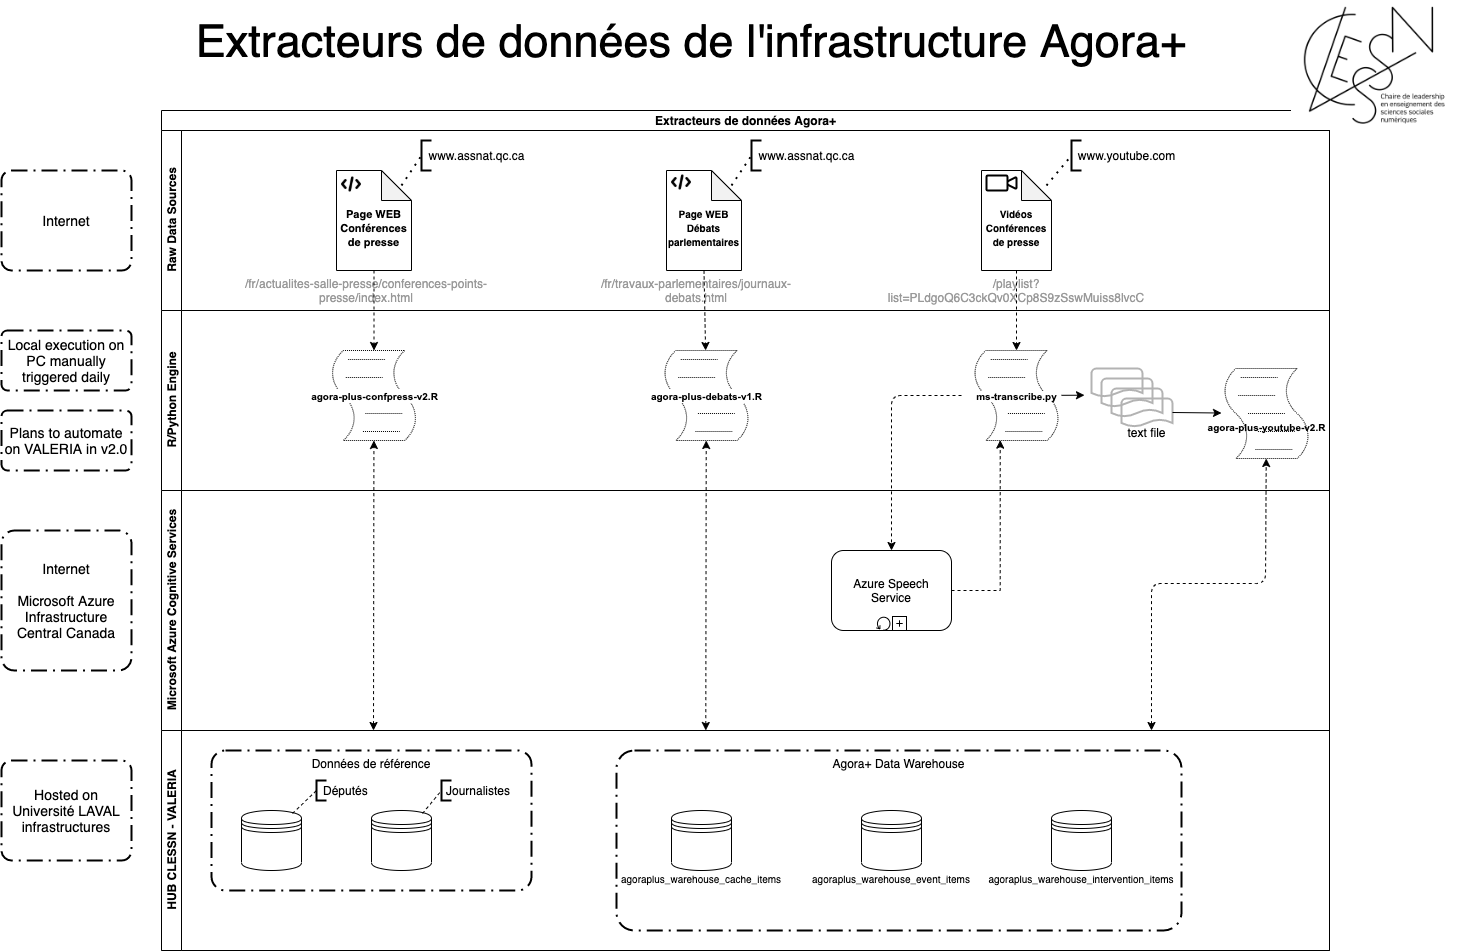 Extracteurs de données de l'infrastructure Agora+
CLESSN
Chaire de leadership
en enseignement des
sciences sociales
numériques
Extracteurs de données Agora+
Raw Data Sources
Internet
www.assnat.qc.ca
www.assnat.qc.ca
www.youtube.com
Page WEB
Conférences
de presse
Page WEB
Débats
parlementaires
Vidéos
Conférences
de presse
/fr/actualites-salle-presse/conferences-points-
presse/index.html
/fr/travaux-parlementaires/journaux-
debats.html
/playlist?
list=PLdgoQ6C3ckQv0XCp8S9zSswMuiss8lvcC
R/Python Engine
Local execution on
PC manually
triggered daily
Plans to automate
on VALERIA in v2.0
agora-plus-confpress-v2.R
agora-plus-debats-v1.R
ms-transcribe.py
text file
agora-plus-youtube-v2.R
Microsoft Azure Cognitive Services
Internet
Microsoft Azure
Infrastructure
Central Canada
Azure Speech
Service
HUB CLESSN - VALERIA
Hosted on
Université LAVAL
infrastructures
Données de référence
Députés
Journalistes
Agora+ Data Warehouse
agoraplus_warehouse_cache_items
agoraplus_warehouse_event_items
agoraplus_warehouse_intervention_items